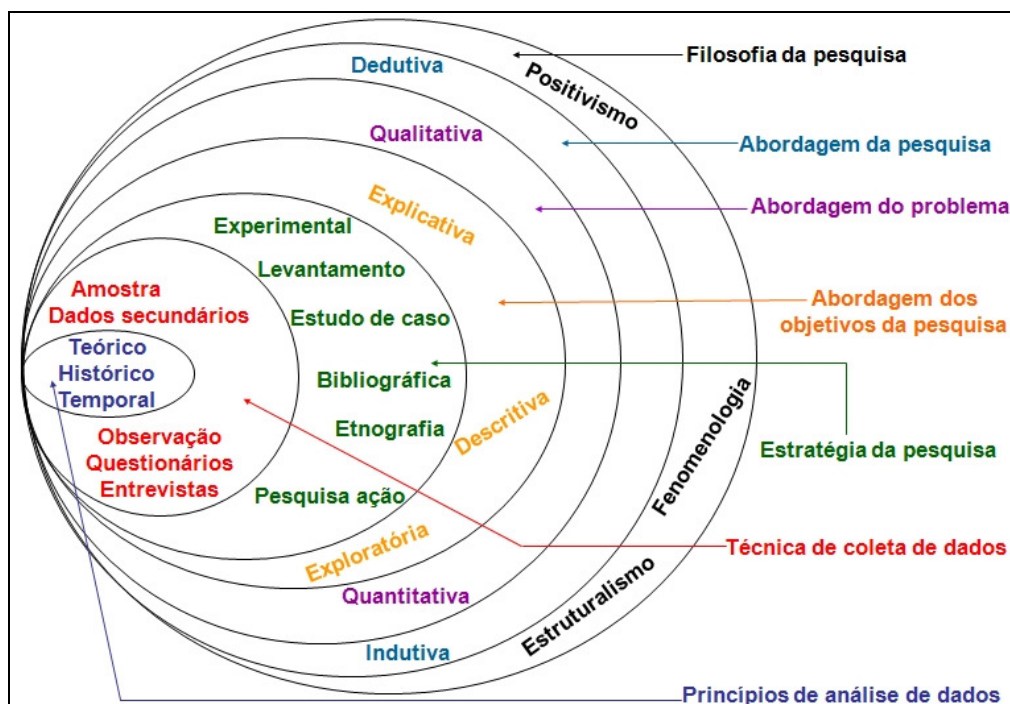 Filosofia da pesquisa
Positivismo
Dedutiva
Abordagem da pesquisa
Qualitativa
Abordagem do problema
Explicativa
Experimental
Levantamento
Amostra
Dados secundários
Estudo de caso
Abordagem dos
objetivos da pesquisa
Teórico
Histórico
Temporal
Bibliográfica
Etnografia
Descritiva
Fenomenologia
Estratégia da pesquisa
Observação
Questionários
Entrevistas
Pesquisa ação
Exploratória
Técnica de coleta de dados
Quantitativa
Estruturalismo
Indutiva
Princípios de análise de dados